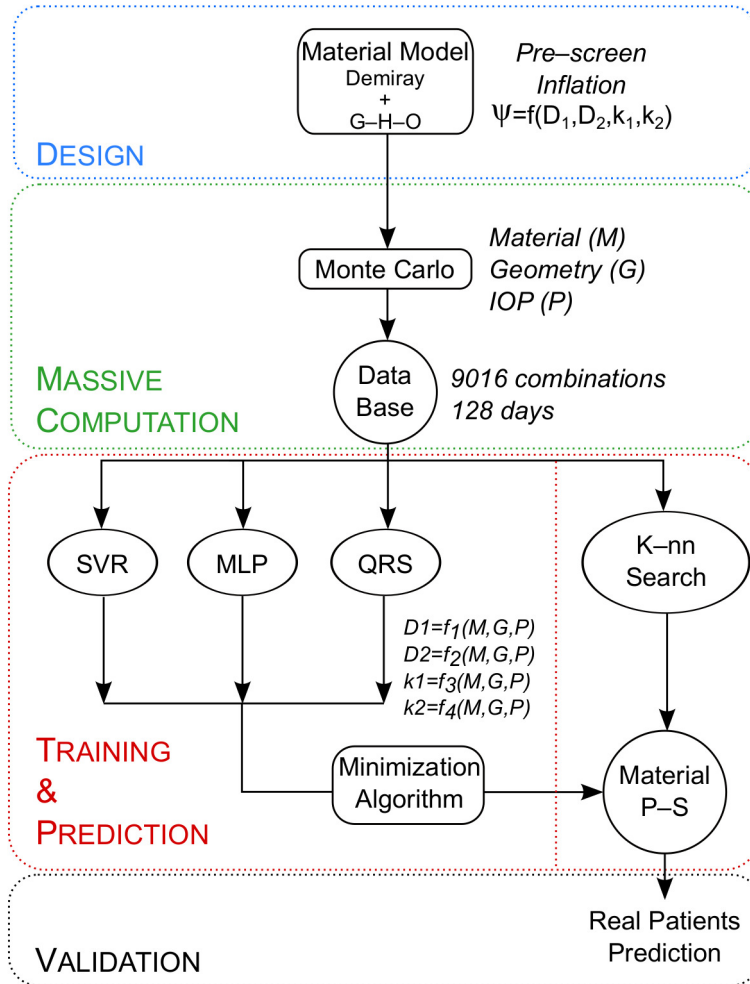 Material Model
Demiray
+
G–H–O
Pre–screen
Inflation
Ψ=f(D₁,D₂,k₁,k₂)
DESIGN
Monte Carlo
Material (M)
Geometry (G)
IOP (P)
Data
Base
9016 combinations
128 days
MASSIVE
COMPUTATION
SVR
MLP
QRS
K–nn
Search
D1=f₁(M,G,P)
D2=f₂(M,G,P)
k1=f₃(M,G,P)
k2=f₄(M,G,P)
Minimization
Algorithm
Material
P–S
TRAINING
&
PREDICTION
Real Patients
Prediction
VALIDATION